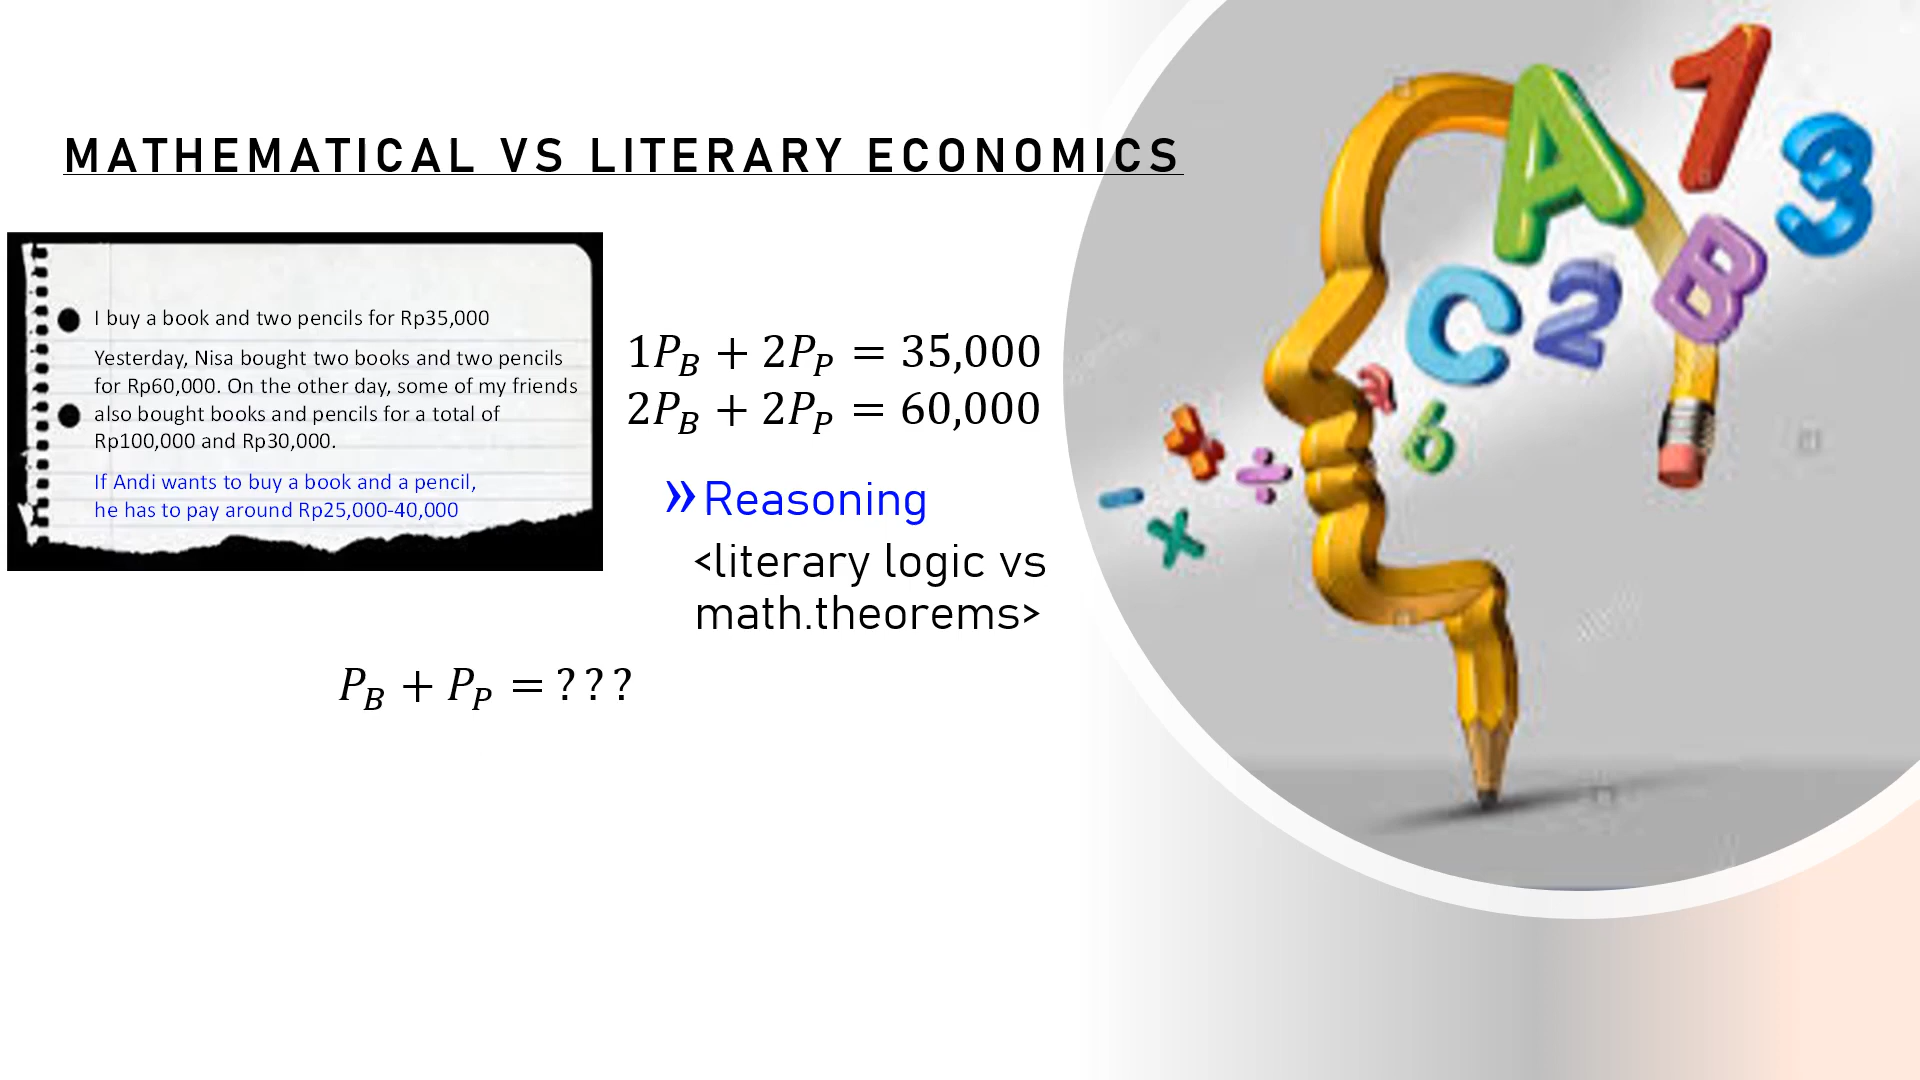 MATHEMATICAL VS LITERARY ECONOMICS
I buy a book and two pencils for Rp35,000
Yesterday, Nisa bought two books and two pencils
for Rp60,000. On the other day, some of my friends
also bought books and pencils for a total of
Rp100,000 and Rp30,000.
If Andi wants to buy a book and a pencil,
he has to pay around Rp25,000-40,000
1P_B + 2P_P = 35,000
2P_B + 2P_P = 60,000
» Reasoning
<literary logic vs
math.theorems>
P_B + P_P = ? ? ?
A
1
3
B
C
2
a
b
÷
-
x